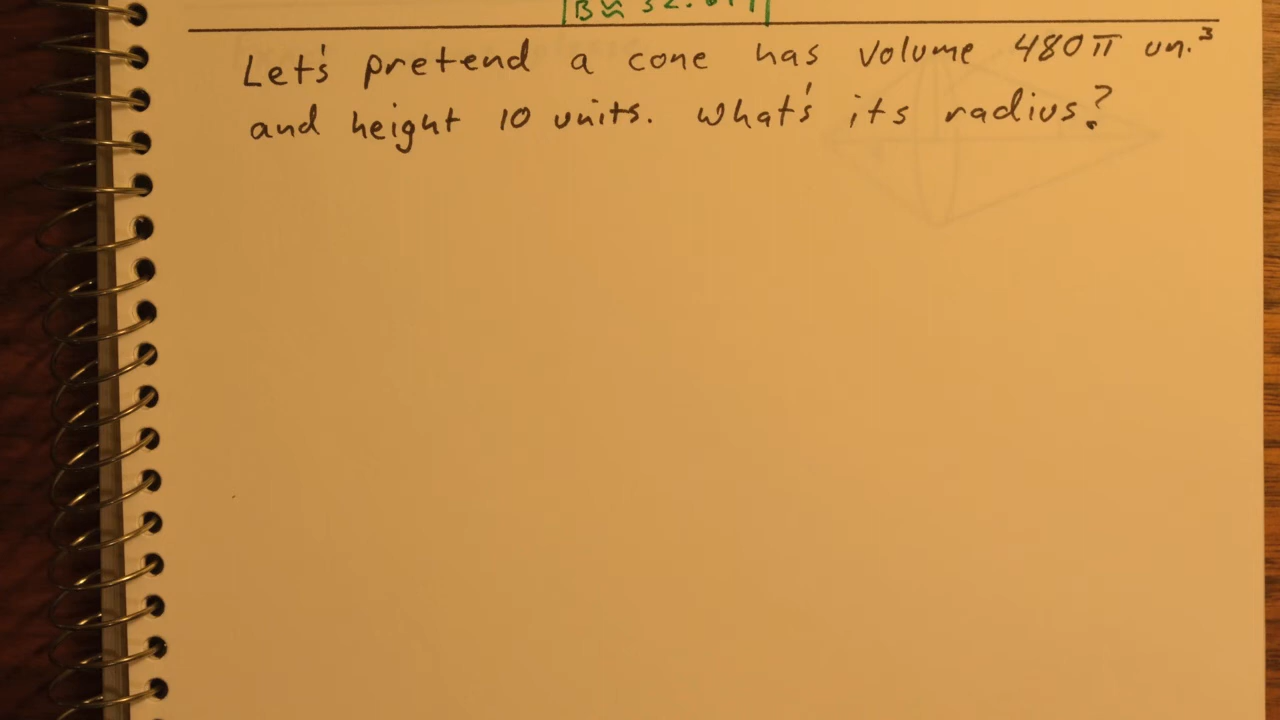 Let's pretend a cone has volume 480π un.³
and height 10 units. What's its radius?